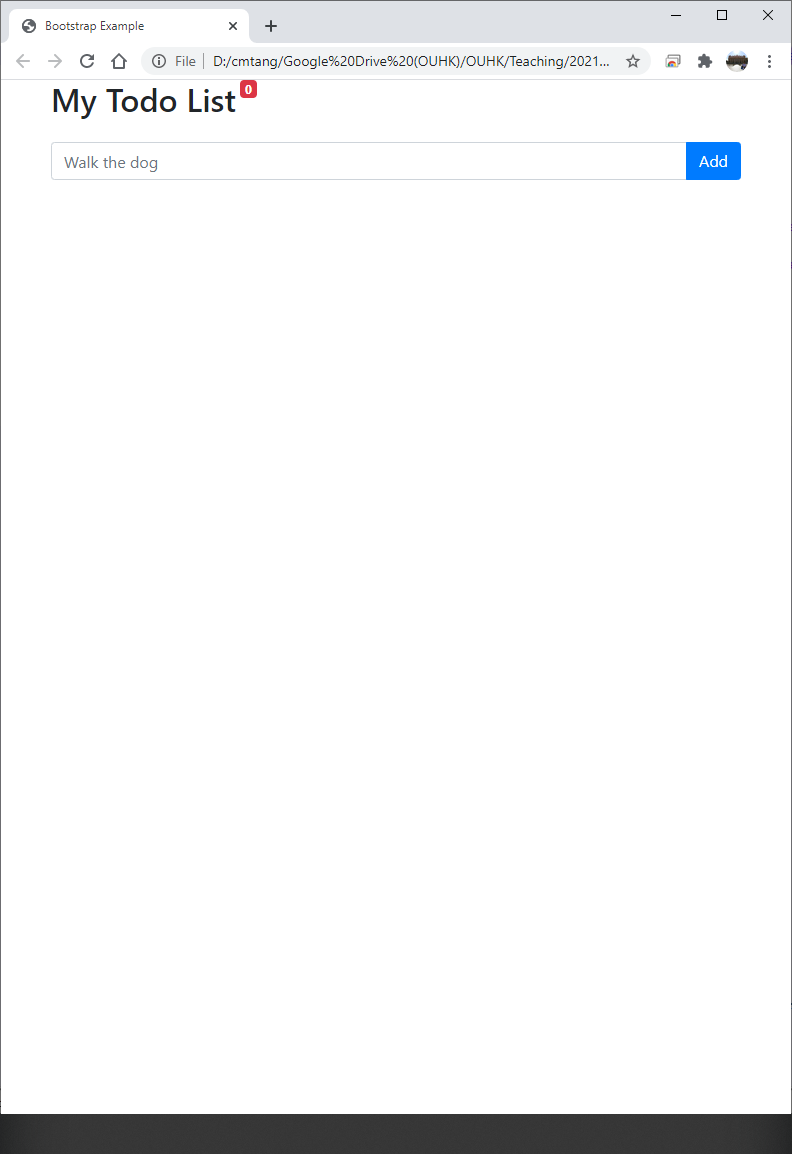 Bootstrap Example
File D:/cmtang/Google%20Drive%20(OUHK)/OUHK/Teaching/2021...
My Todo List 0
Walk the dog Add